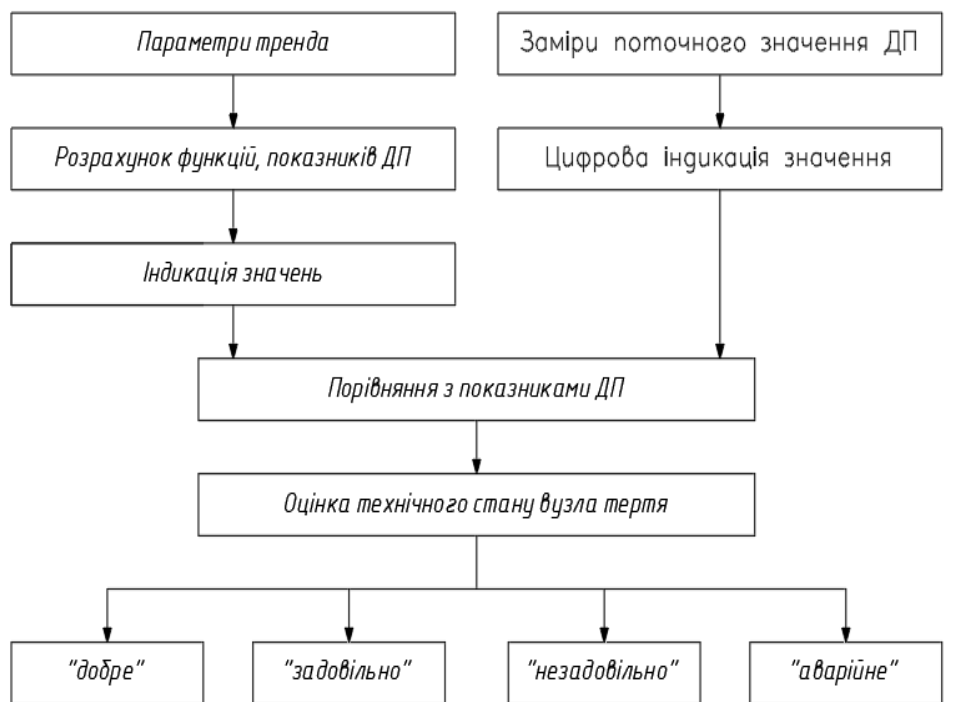 Параметри тренда
Заміри поточного значення ДП
Розрахунок функцій, показників ДП
Цифрова індикація значення
Індикація значень
Порівняння з показниками ДП
Оцінка технічного стану вузла тертя
"добре"
"задовільно"
"незадовільно"
"аварійне"